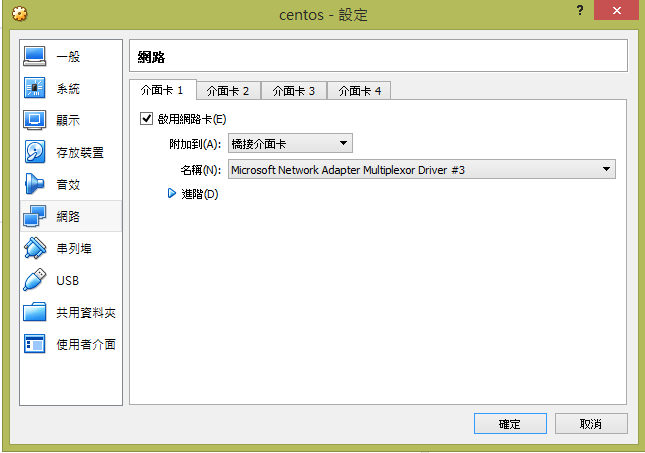 centos - 設定
?
一般
系統
顯示
存放裝置
音效
網路
串列埠
USB
共用資料夾
使用者介面
網路
介面卡 1
介面卡 2
介面卡 3
介面卡 4
啟用網路卡(E)
附加到(A): 橋接介面卡
名稱(N): Microsoft Network Adapter Multiplexor Driver #3
進階(D)
確定
取消